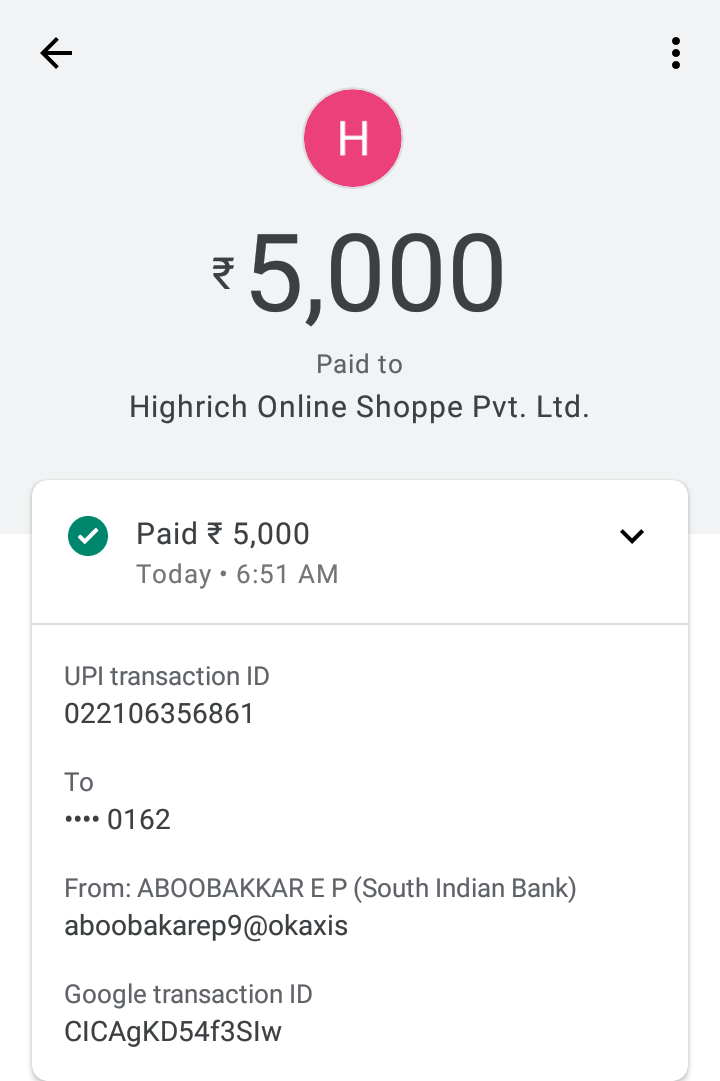 H
₹5,000
Paid to
Highrich Online Shoppe Pvt. Ltd.
Paid ₹ 5,000
Today • 6:51 AM
UPI transaction ID
022106356861
To
•••• 0162
From: ABOOBAKKAR E P (South Indian Bank)
aboobakarep9@okaxis
Google transaction ID
CICAgKD54f3SIw